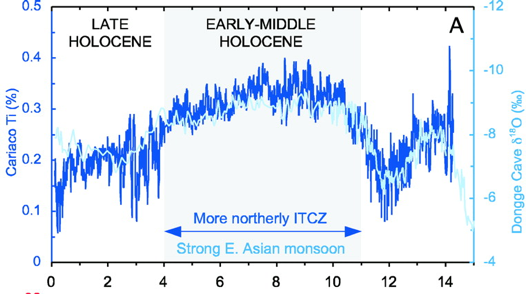 LATE
HOLOCENE
EARLY-MIDDLE
HOLOCENE
A
0.5
0.4
0.3
0.2
0.1
0
Cariaco Ti (%)
-12
-10
-8
-6
-4
Dongge Cave δ18O (‰)
More northerly ITCZ
Strong E. Asian monsoon
0 2 4 6 8 10 12 14